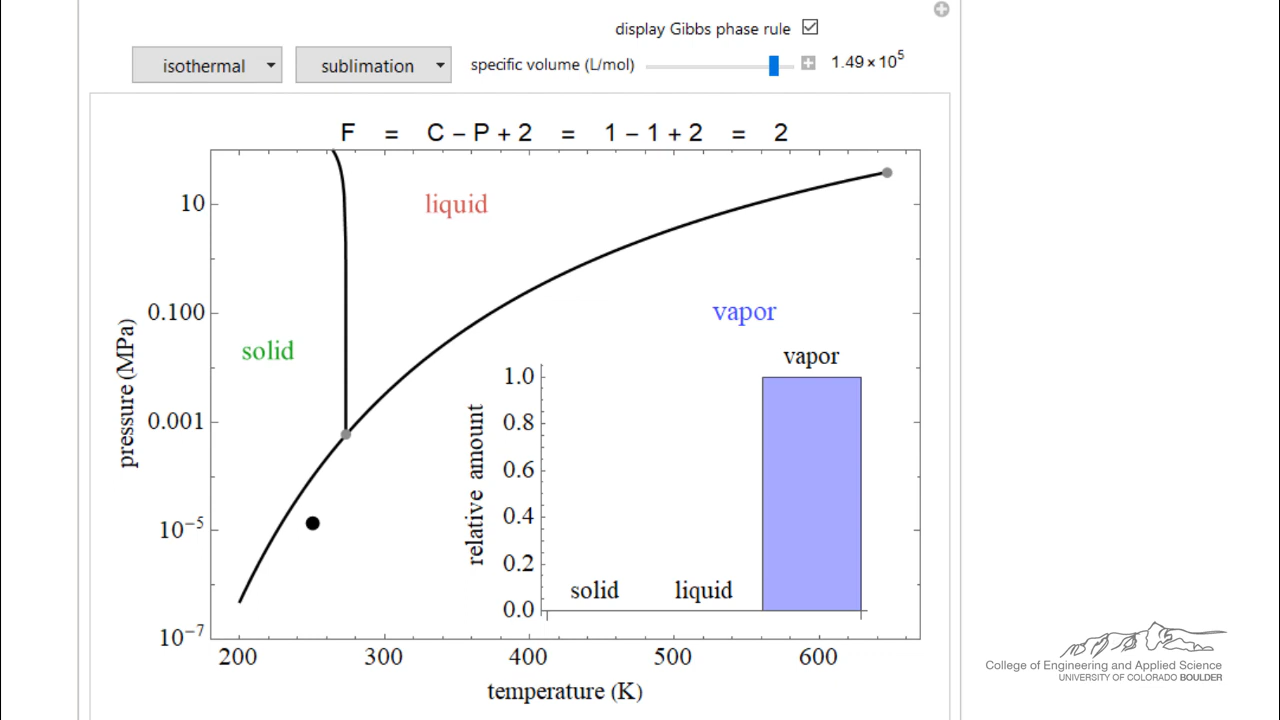 display Gibbs phase rule
isothermal
sublimation
specific volume (L/mol)
1.49×10⁵
F = C – P + 2 = 1 – 1 + 2 = 2
liquid
10
vapor
0.100
solid
pressure (MPa)
0.001
10⁻⁵
10⁻⁷
200 300 400 500 600
temperature (K)
vapor
1.0
0.8
0.6
0.4
0.2
0.0
relative amount
solid liquid
College of Engineering and Applied Science
UNIVERSITY OF COLORADO BOULDER